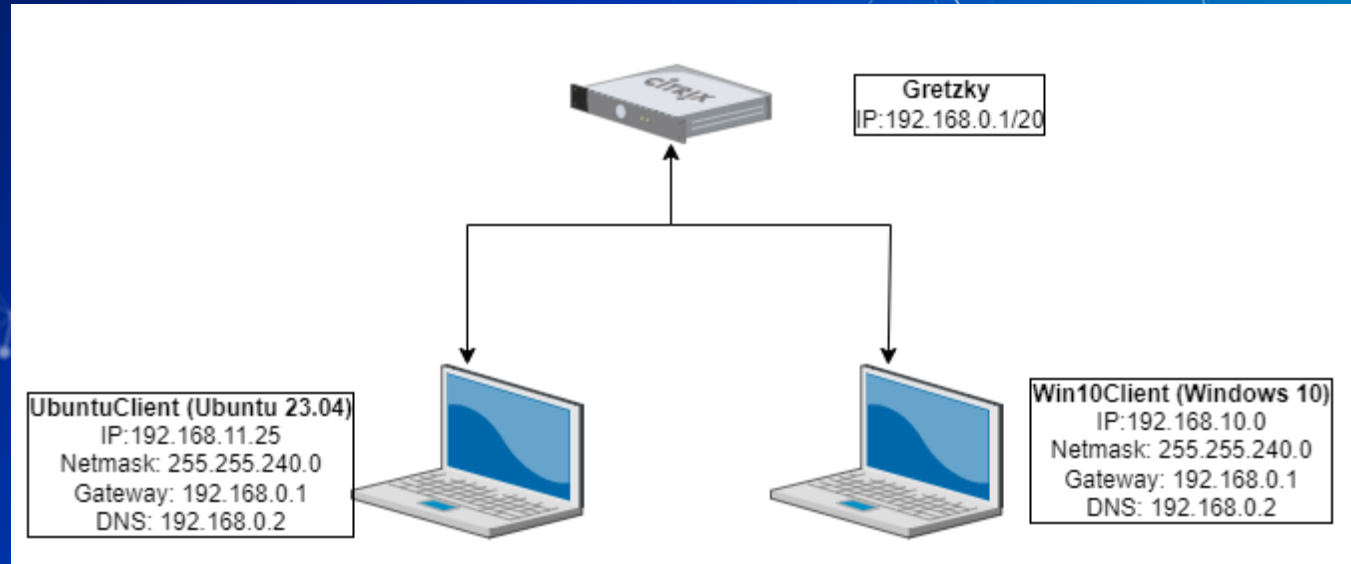 CİTRIX
Gretzky
IP:192.168.0.1/20
UbuntuClient (Ubuntu 23.04)
IP:192.168.11.25
Netmask: 255.255.240.0
Gateway: 192.168.0.1
DNS: 192.168.0.2
Win10Client (Windows 10)
IP:192.168.10.0
Netmask: 255.255.240.0
Gateway: 192.168.0.1
DNS: 192.168.0.2